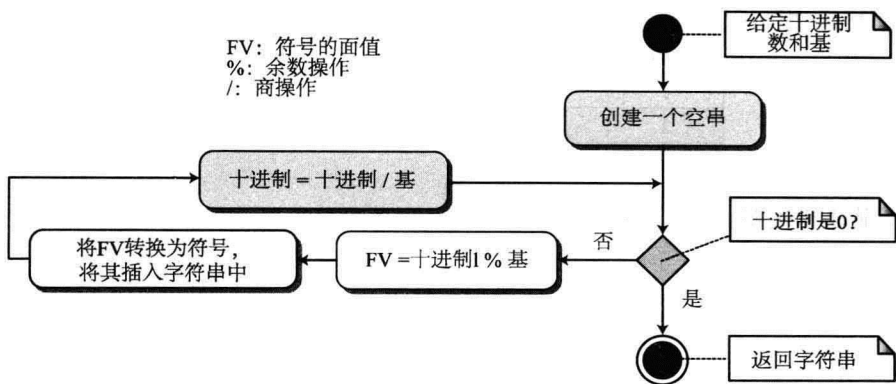 FV：符号的面值
%：余数操作
/：商操作
给定十进制
数和基
创建一个空串
十进制 = 十进制 / 基
十进制是0？
否
FV =十进制l % 基
将FV转换为符号，
将其插入字符串中
是
返回字符串